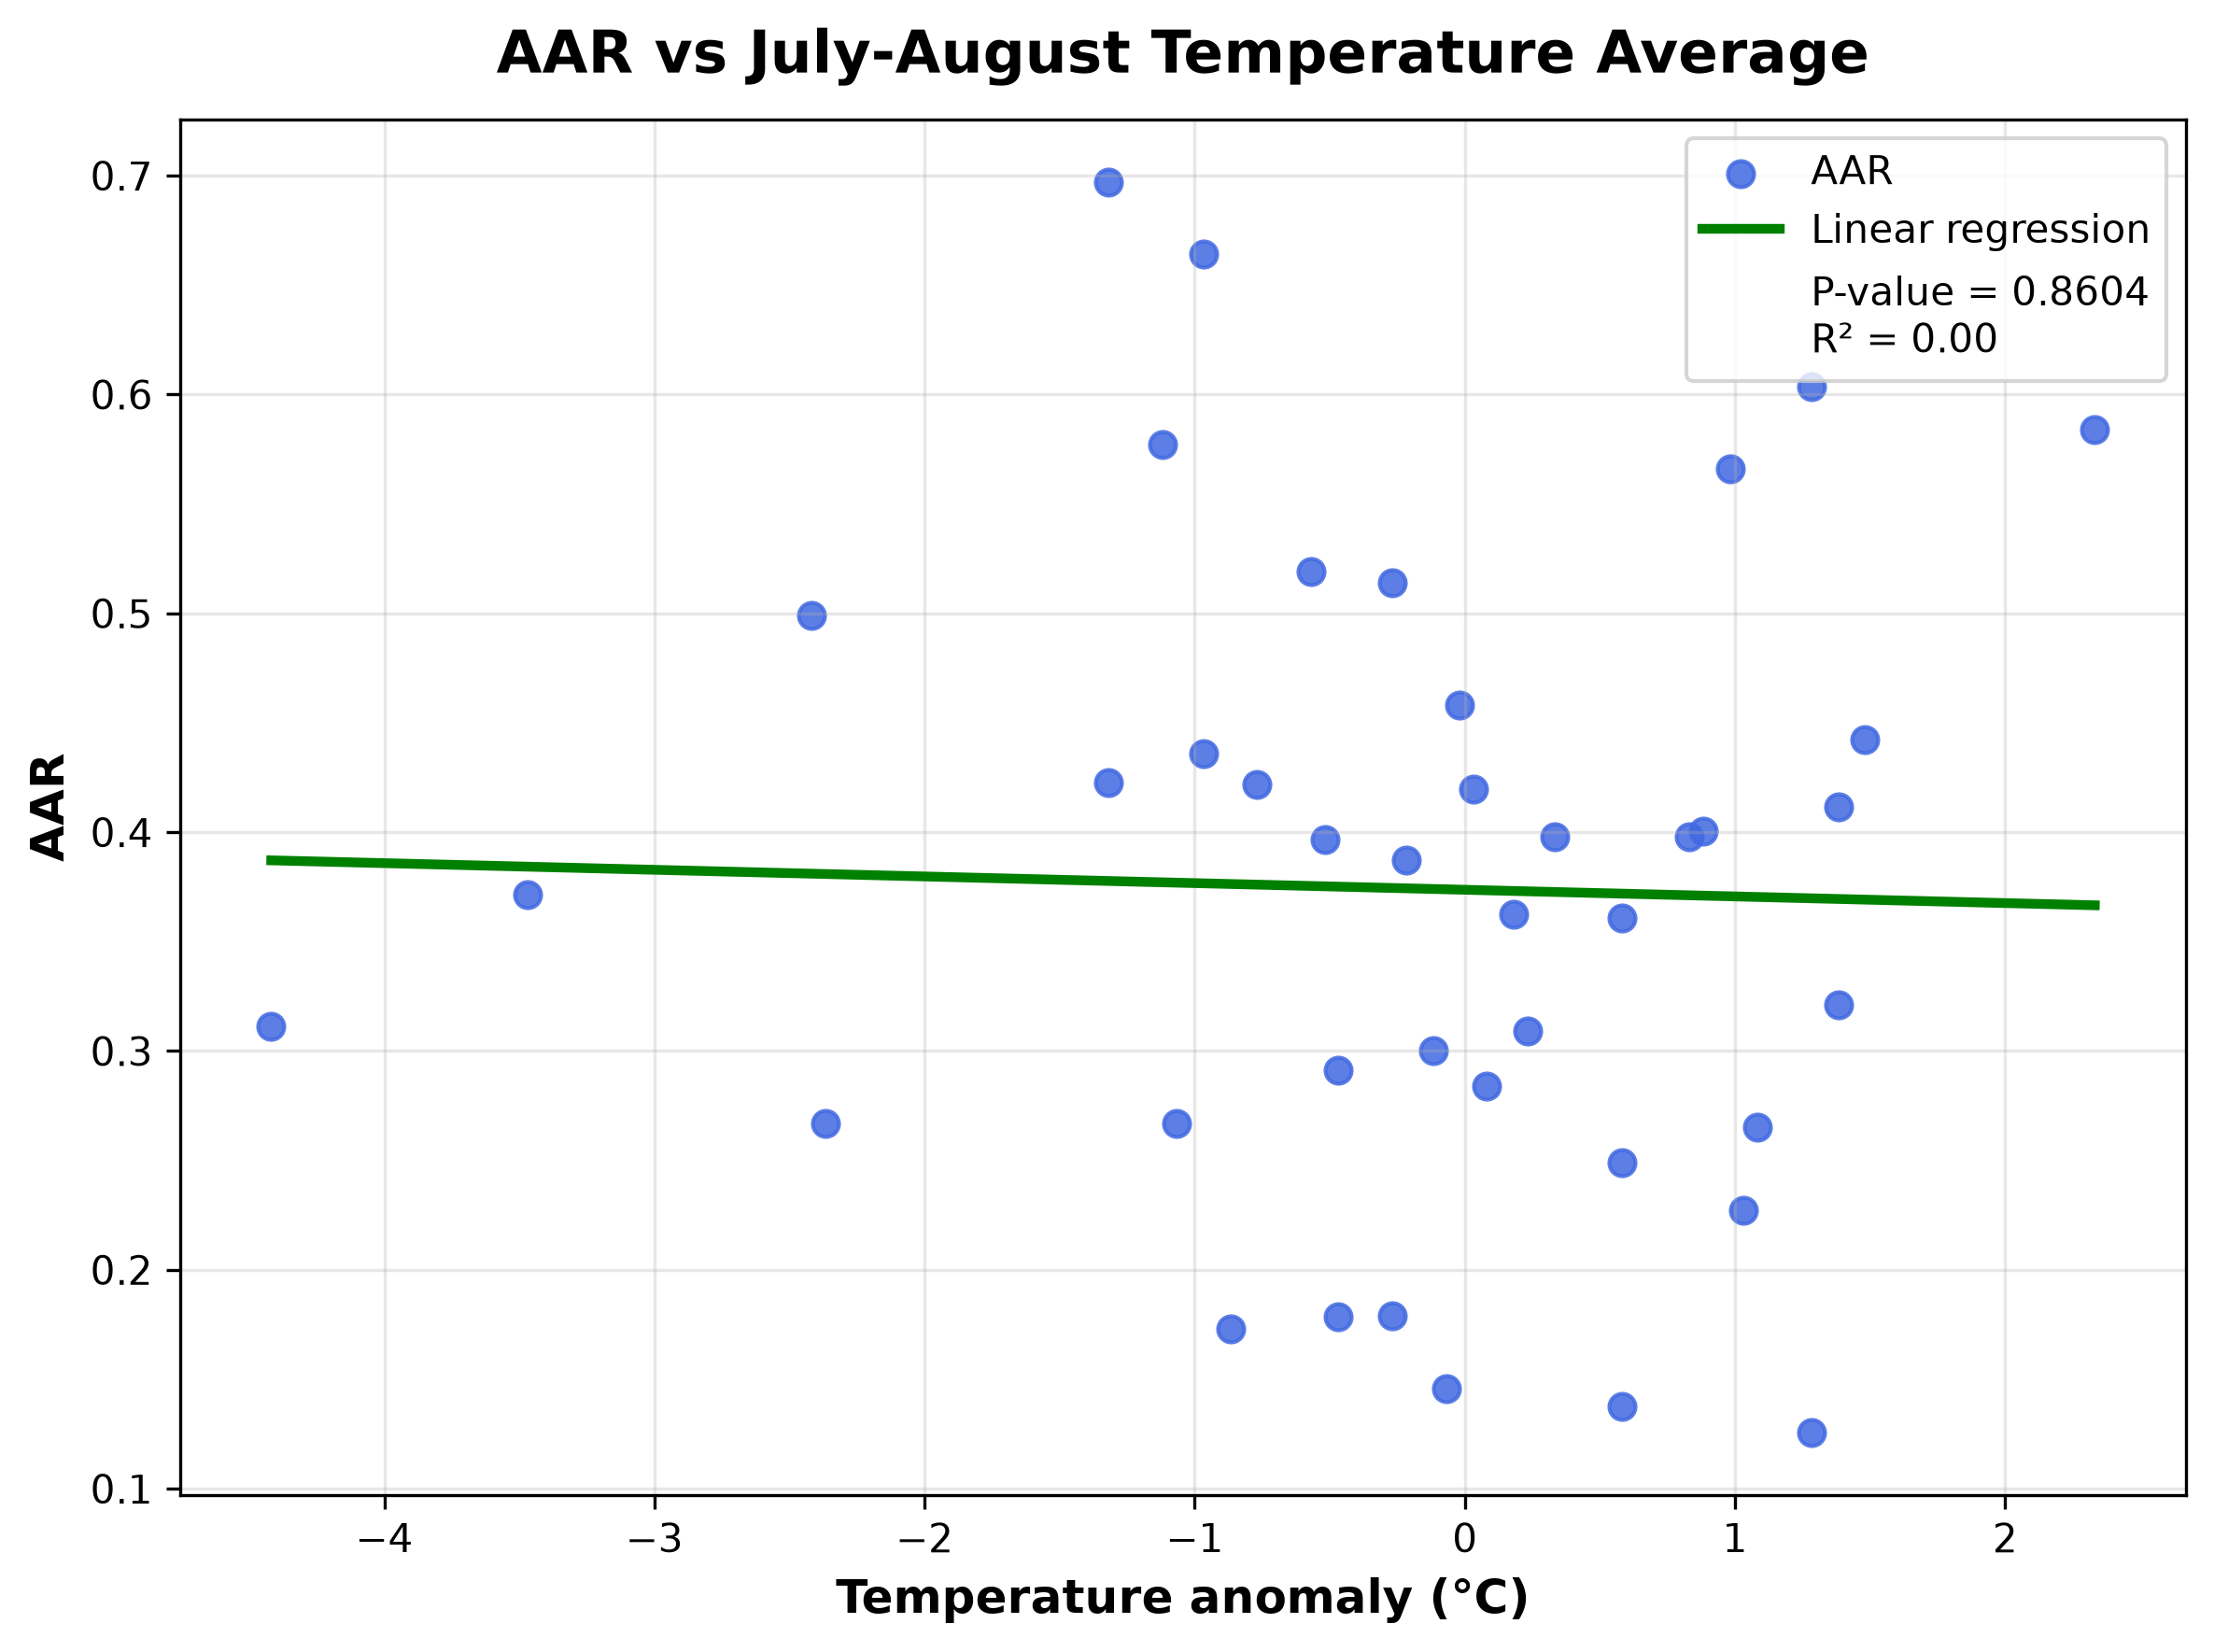 AAR vs July-August Temperature Average
AAR
Linear regression
P-value = 0.8604
R² = 0.00
0.7
0.6
0.5
0.4
0.3
0.2
0.1
AAR
−4
−3
−2
−1
0
1
2
Temperature anomaly (°C)